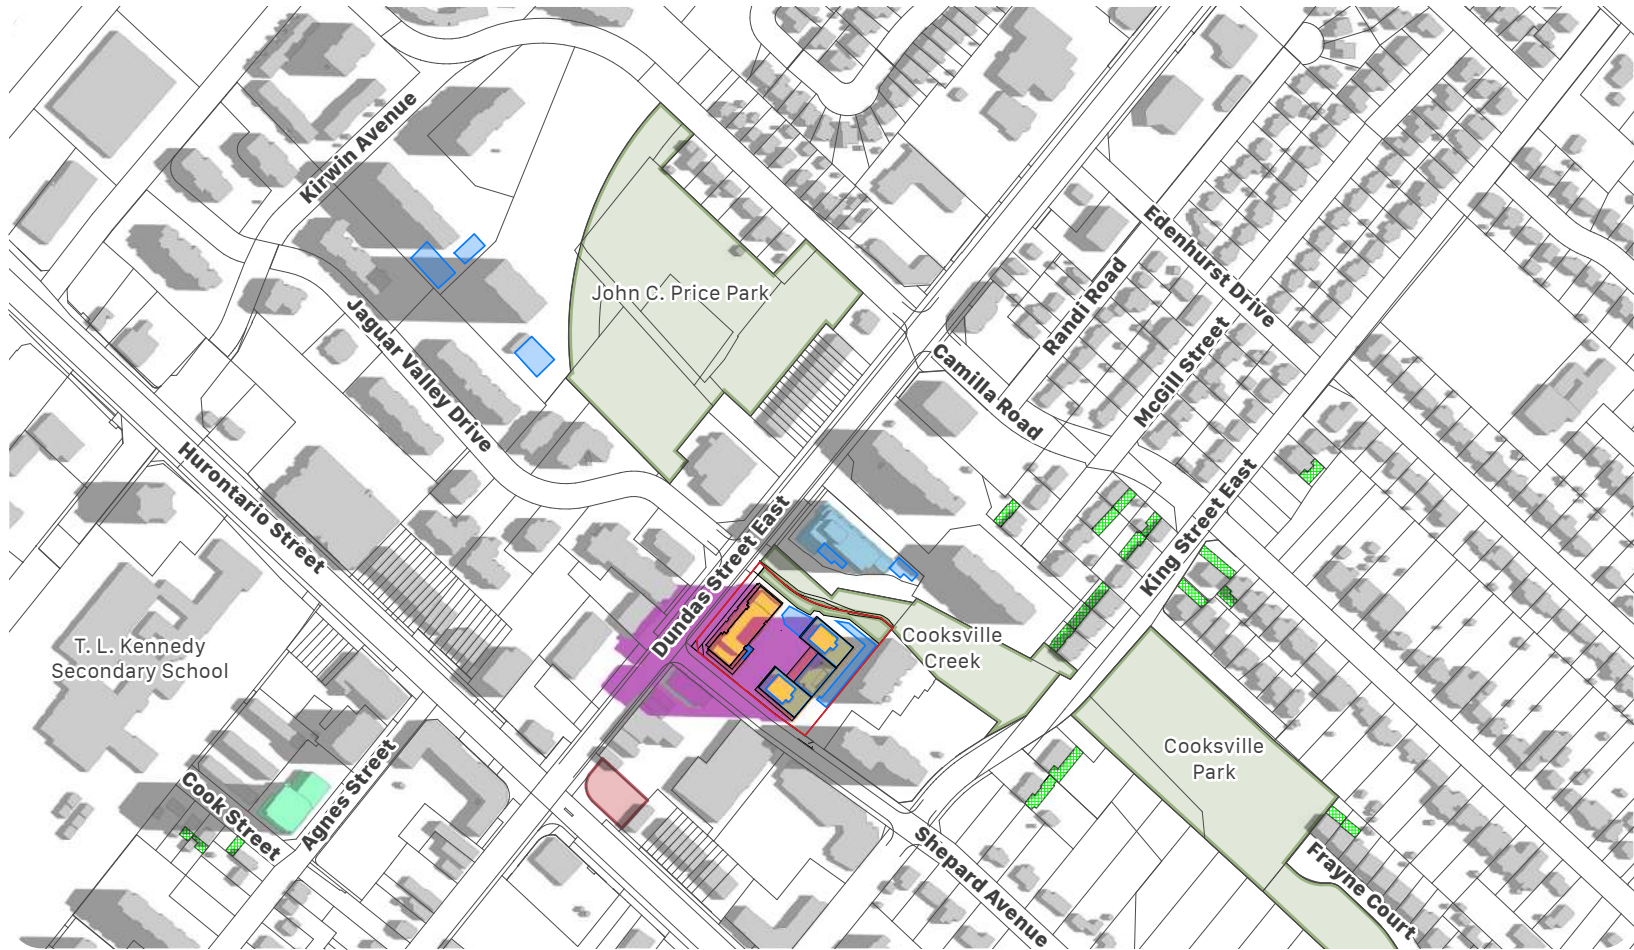 Kirwin Avenue
Edenhurst Drive
Randi Road
John C. Price Park
Jaguar Valley Drive
McGill Street
Camilla Road
Hurontario Street
King Street East
Dundas Street East
T. L. Kennedy
Secondary School
Cooksville
Creek
Cooksville
Park
Cook Street
Agnes Street
Shepard Avenue
Frayne Court